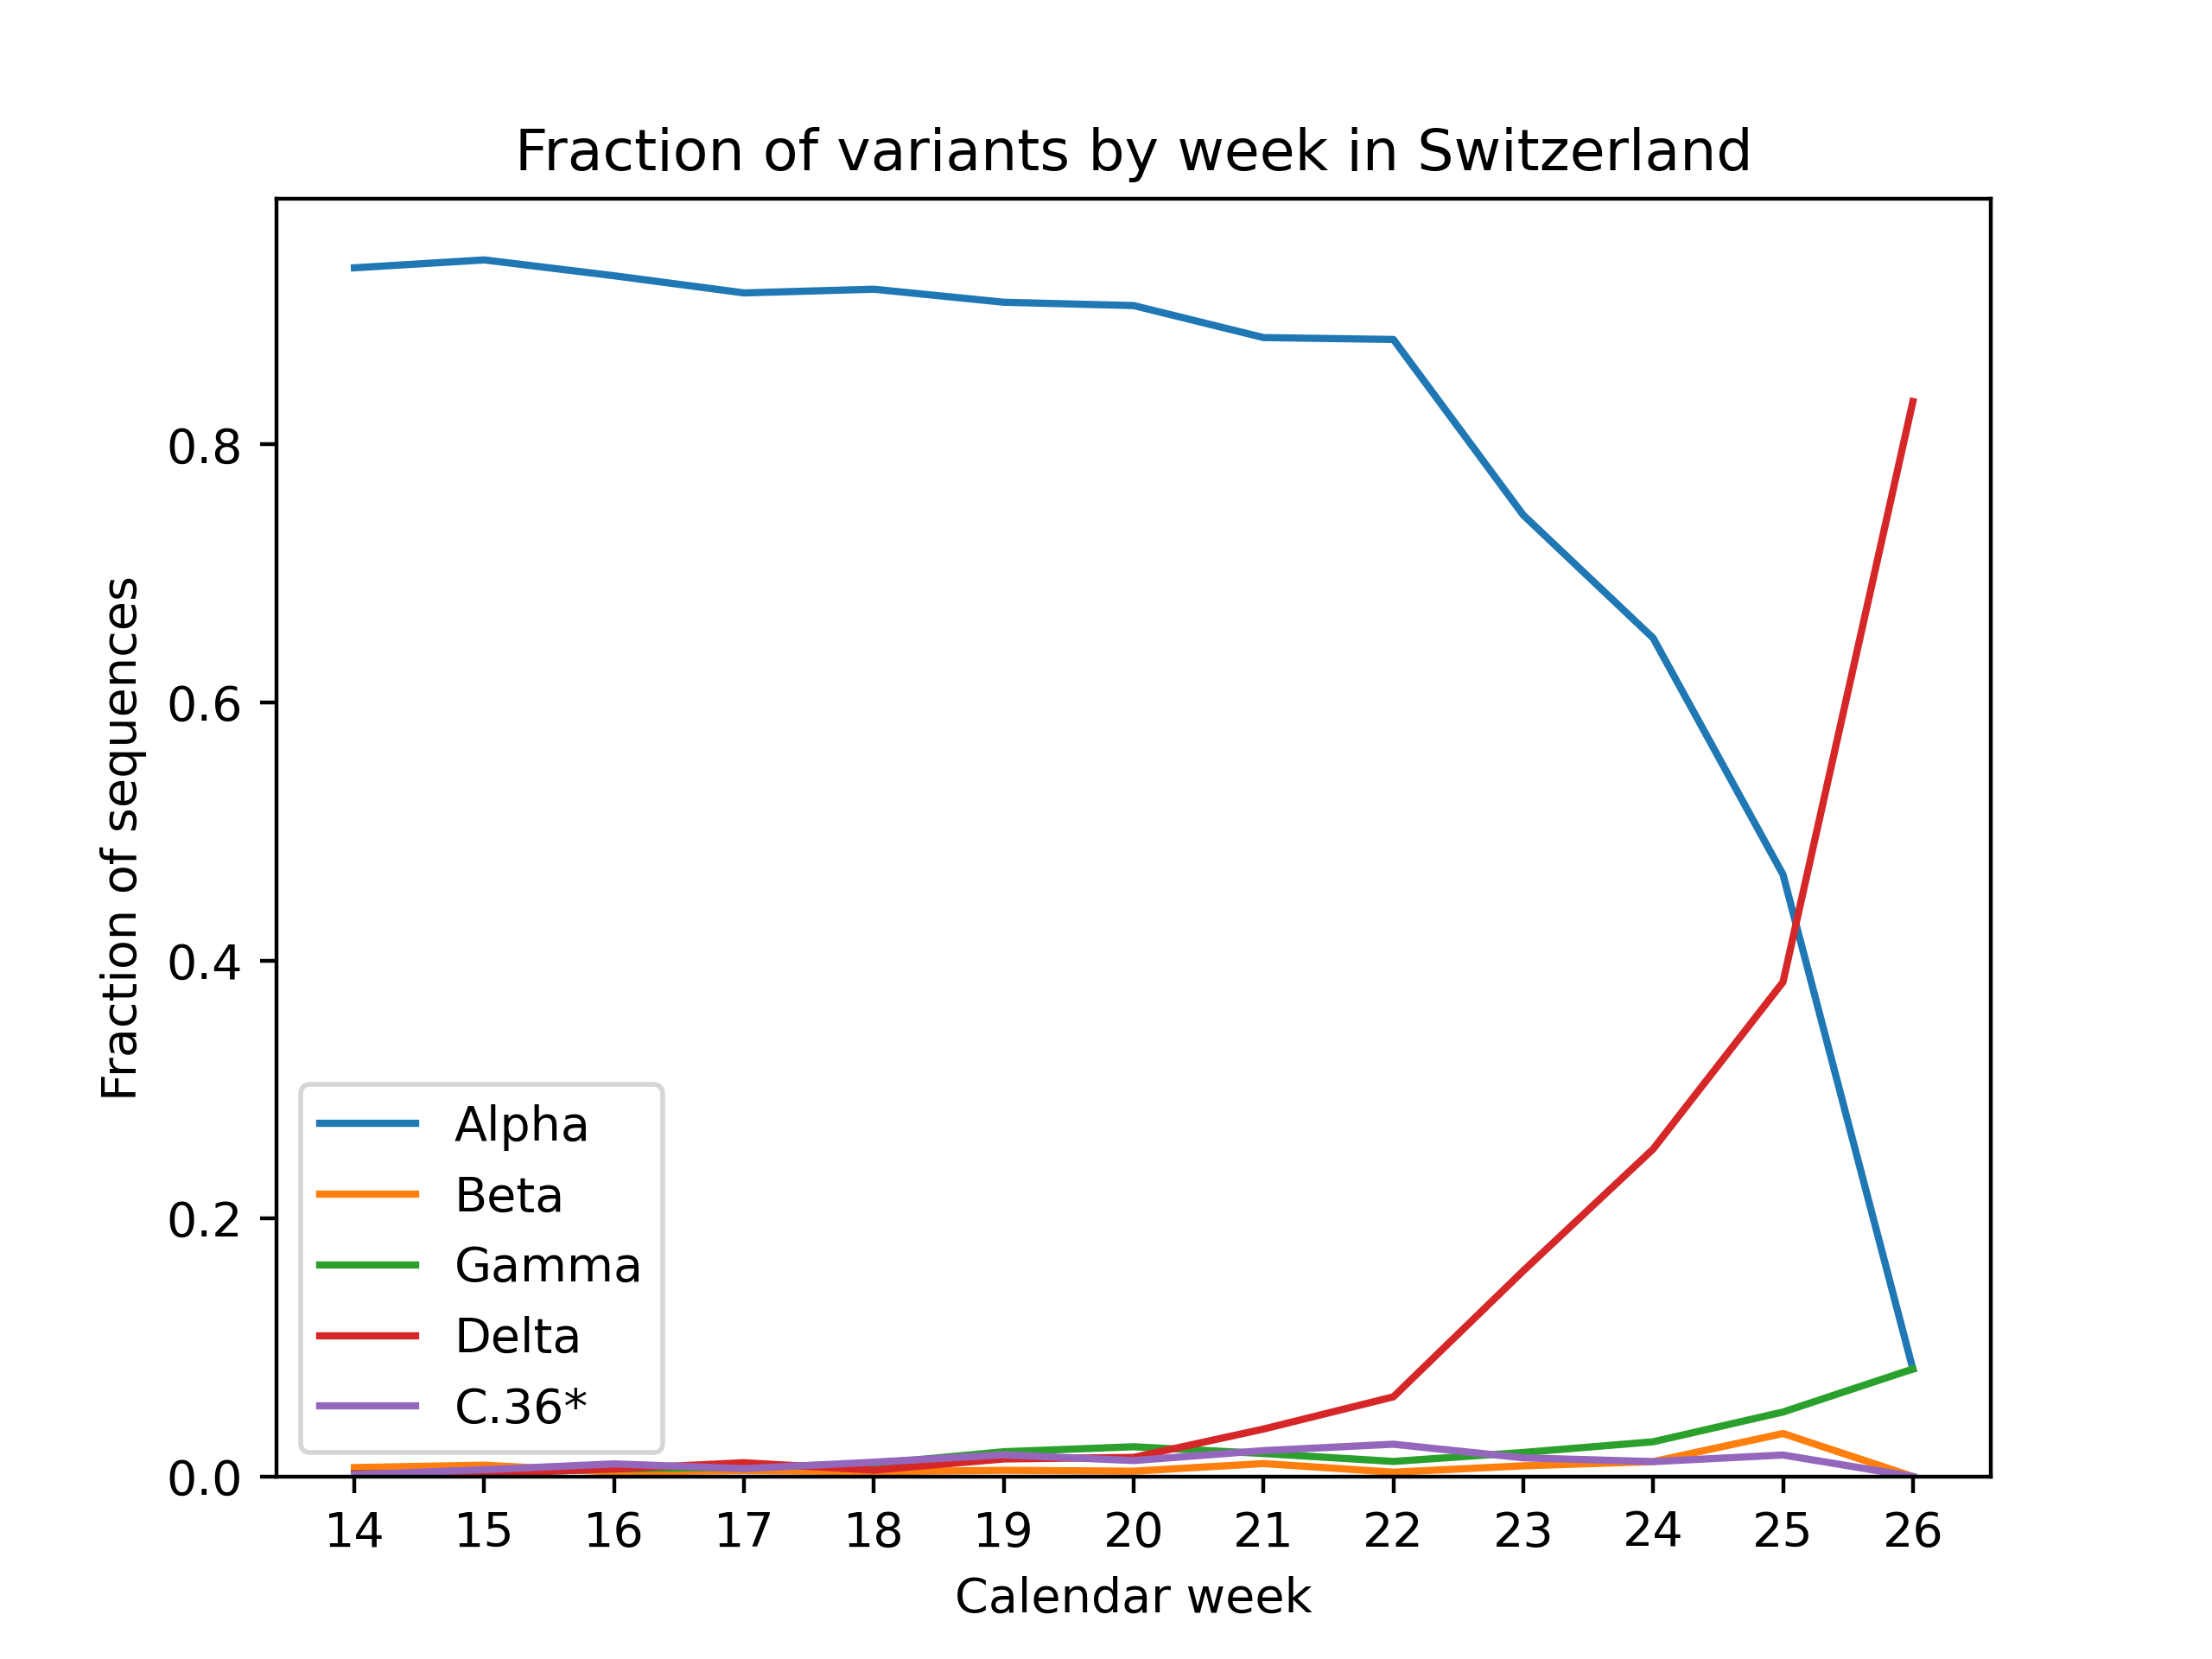 Fraction of variants by week in Switzerland
Fraction of sequences
0.8
0.6
0.4
0.2
0.0
Alpha
Beta
Gamma
Delta
C.36*
14 15 16 17 18 19 20 21 22 23 24 25 26
Calendar week